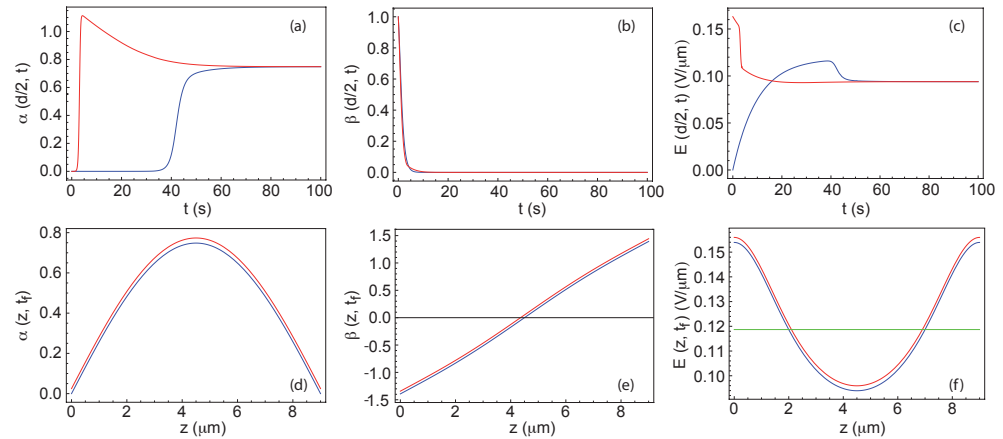 (a)
α (d/2, t)
1.2
1.0
0.8
0.6
0.4
0.2
0.0
0 20 40 60 80 100
t (s)
(b)
β (d/2, t)
1.0
0.8
0.6
0.4
0.2
0.0
0 20 40 60 80 100
t (s)
(c)
E (d/2, t) (V/μm)
0.15
0.10
0.05
0.00
0 20 40 60 80 100
t (s)
(d)
α (z, tf)
0.8
0.6
0.4
0.2
0.0
0 2 4 6 8
z (μm)
(e)
β (z, tf)
1.5
1.0
0.5
0.0
-0.5
-1.0
-1.5
0 2 4 6 8
z (μm)
(f)
E (z, tf) (V/μm)
0.15
0.14
0.13
0.12
0.11
0.10
0 2 4 6 8
z (μm)